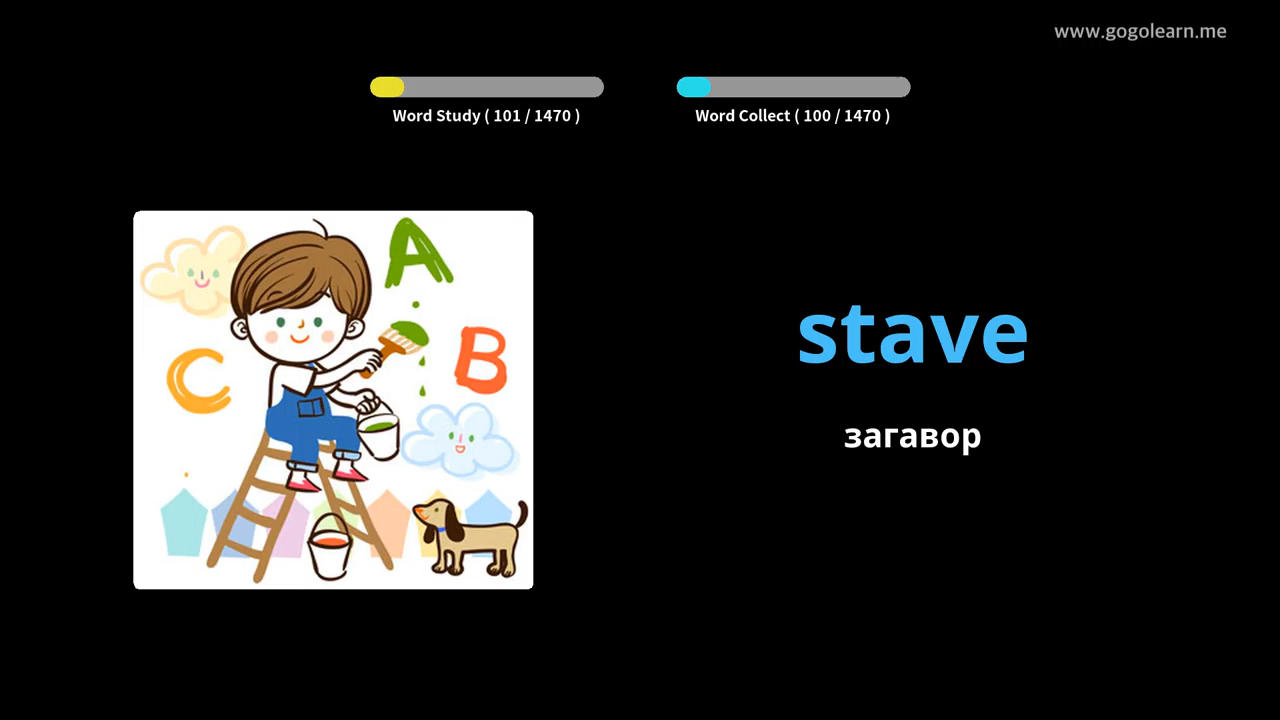 www.gogolearn.me
Word Study ( 101 / 1470 )
Word Collect ( 100 / 1470 )
A
B
C
stave
загавор